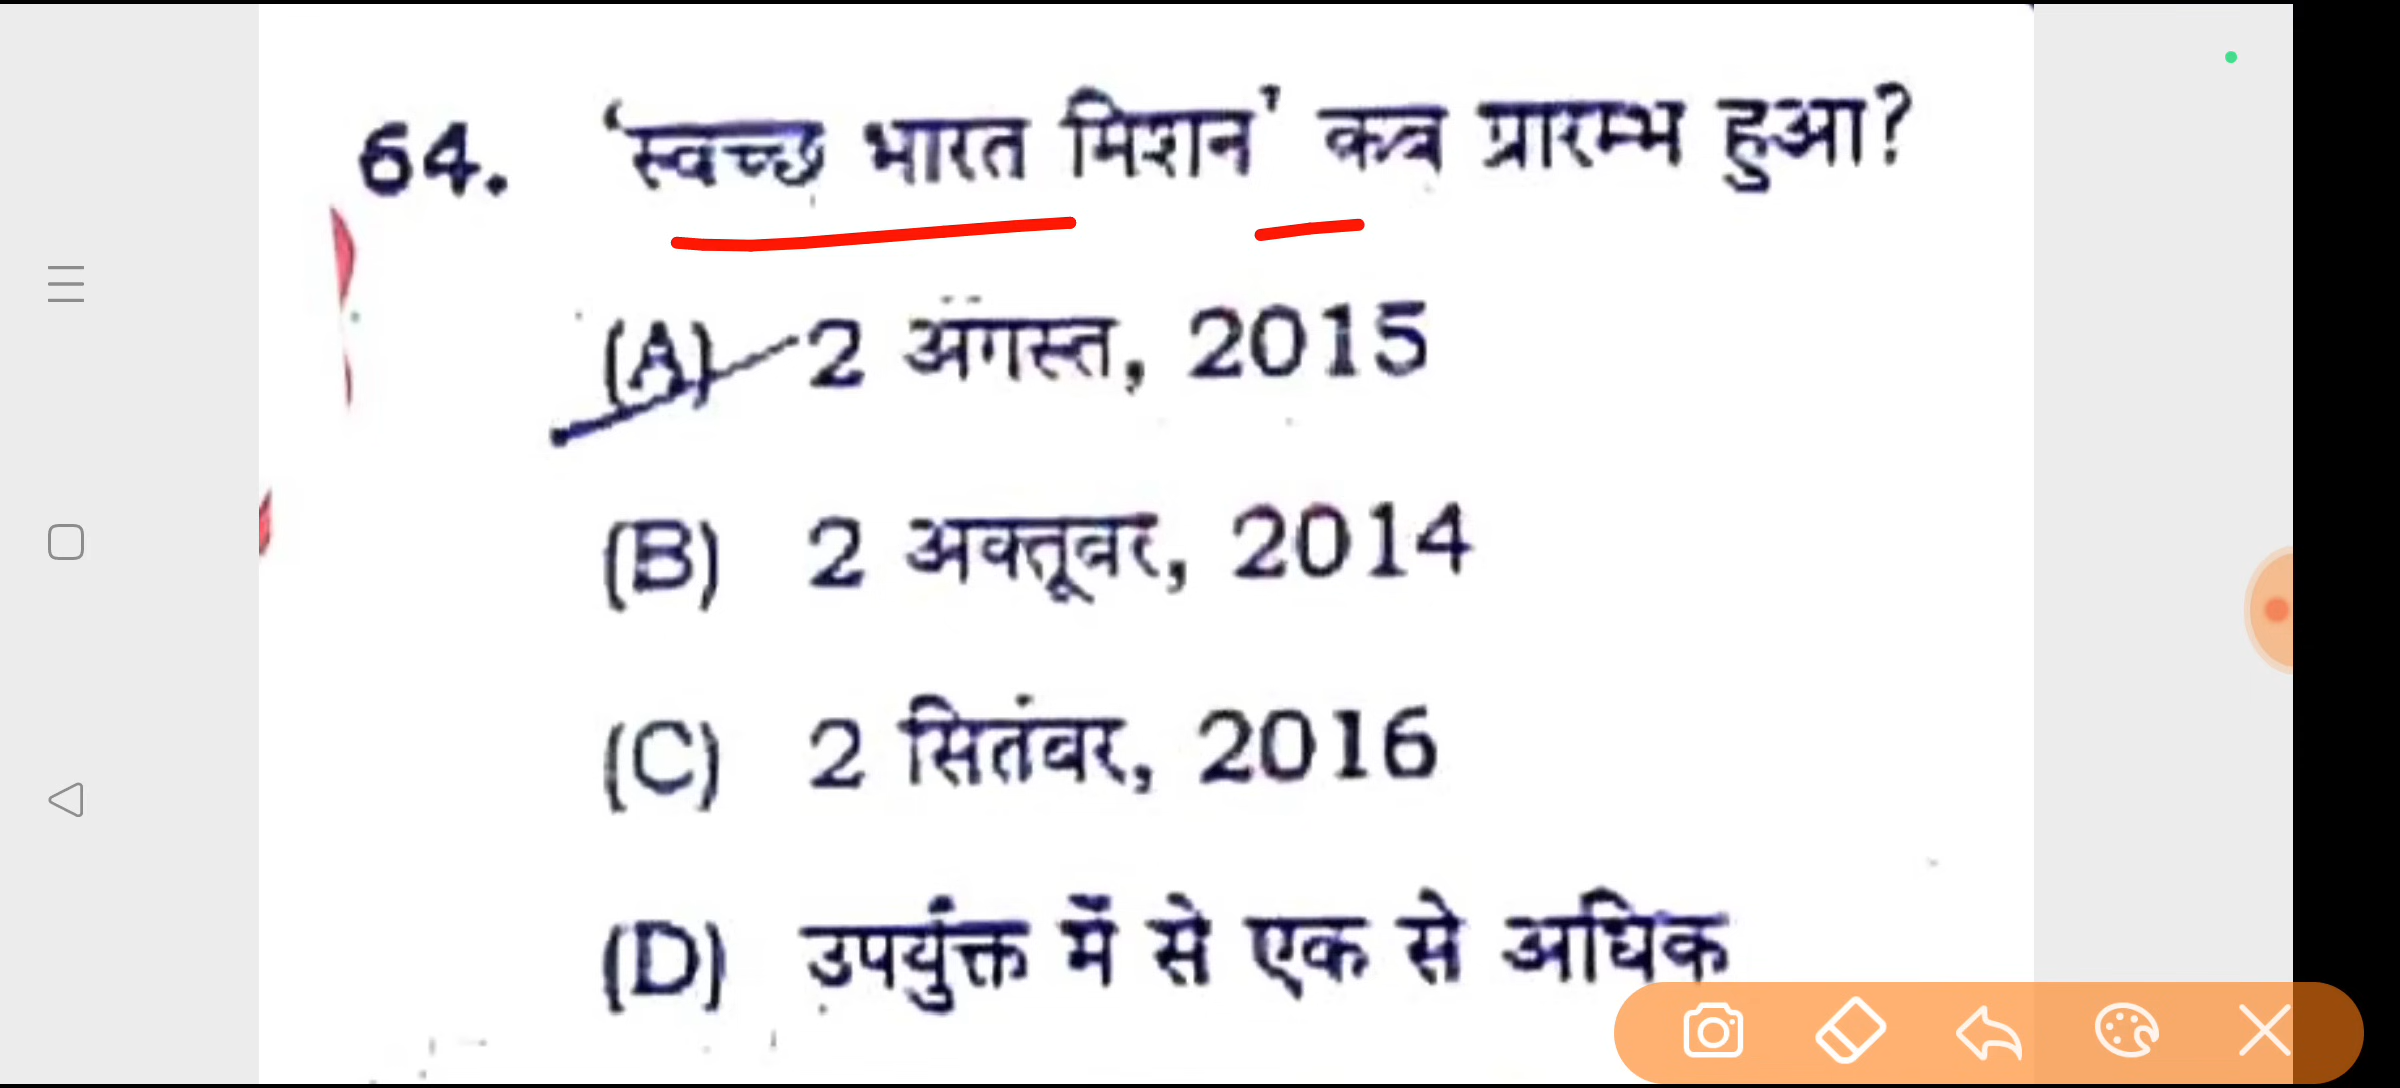 64. 'स्वच्छ भारत मिशन' कब प्रारम्भ हुआ?
(A) 2 अगस्त, 2015
(B) 2 अक्तूबर, 2014
(C) 2 सितंबर, 2016
(D) उपर्युक्त में से एक से अधिक